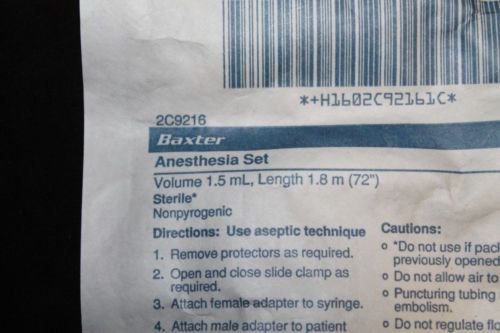 *+H1602C92161C*
2C9216
Baxter
Anesthesia Set
Volume 1.5 mL, Length 1.8 m (72")
Sterile*
Nonpyrogenic
Directions: Use aseptic technique
1. Remove protectors as required.
2. Open and close slide clamp as
required.
3. Attach female adapter to syringe.
4. Attach male adapter to patient
Cautions:
o *Do not use if pack
previously opened
o Do not allow air to
o Puncturing tubing
embolism.
o Do not regulate flo